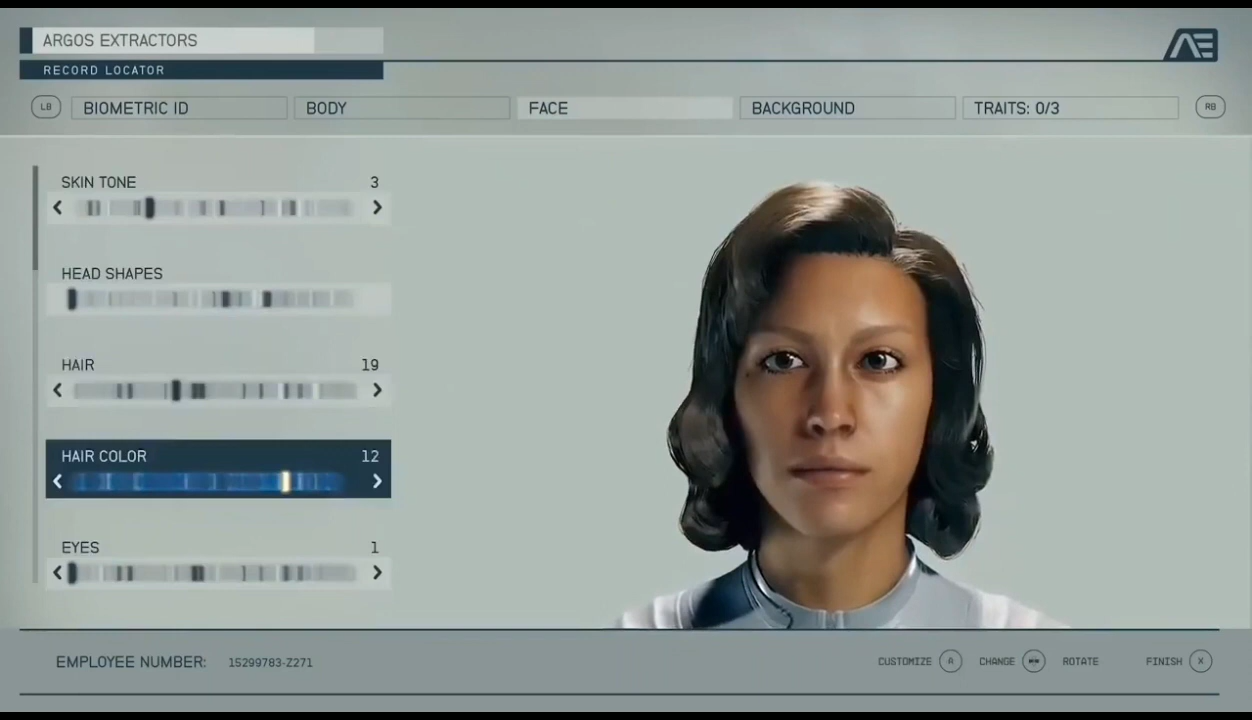 ARGOS EXTRACTORS
AE
RECORD LOCATOR
LB BIOMETRIC ID BODY FACE BACKGROUND TRAITS: 0/3 RB
SKIN TONE 3
HEAD SHAPES
HAIR 19
HAIR COLOR 12
EYES 1
EMPLOYEE NUMBER: 15299783-Z271 CUSTOMIZE A CHANGE ROTATE FINISH X